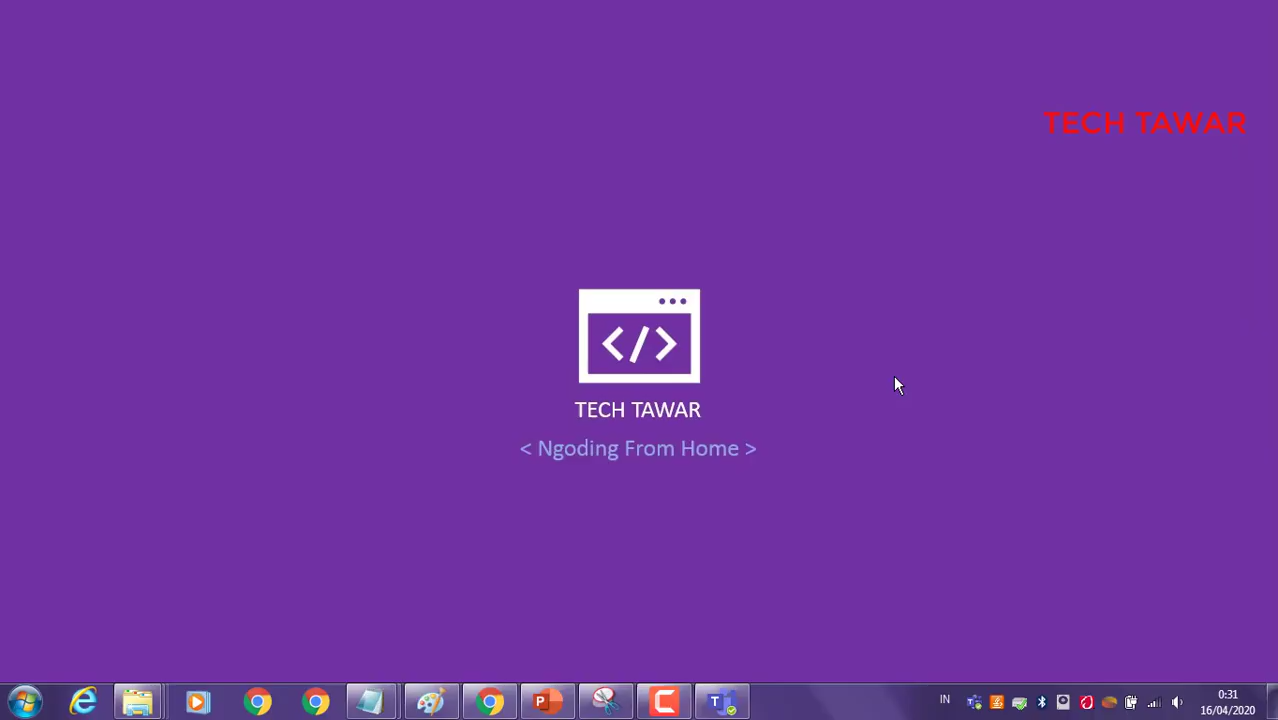 TECH TAWAR
</>
TECH TAWAR
< Ngoding From Home >
IN
0:31
16/04/2020